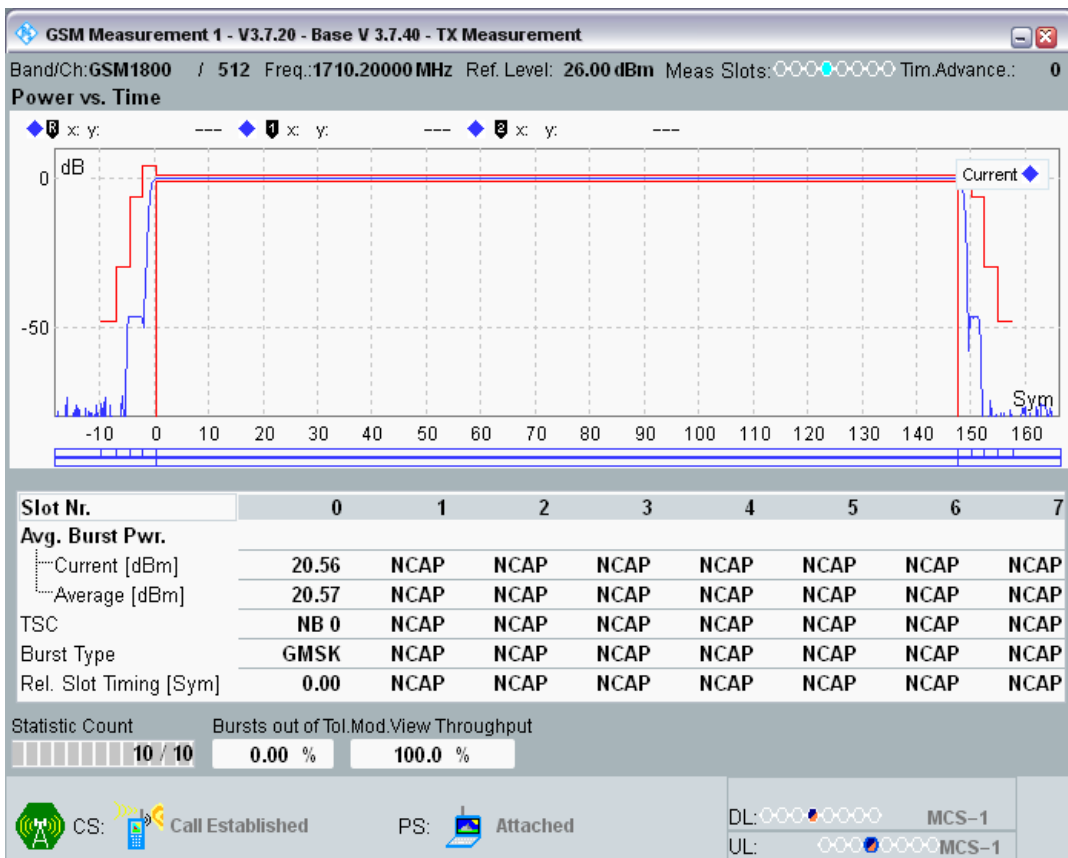 GSM Measurement 1 - V3.7.20 - Base V 3.7.40 - TX Measurement
Band/Ch:GSM1800 / 512 Freq.:1710.20000 MHz Ref. Level: 26.00 dBm Meas Slots: Tim.Advance.: 0
Power vs. Time
R x: y: --- 1 x: y: --- 2 x: y: ---
dB
Current
0
-50
Sym
-10 0 10 20 30 40 50 60 70 80 90 100 110 120 130 140 150 160
Slot Nr. 0 1 2 3 4 5 6 7
Avg. Burst Pwr.
Current [dBm] 20.56 NCAP NCAP NCAP NCAP NCAP NCAP NCAP
Average [dBm] 20.57 NCAP NCAP NCAP NCAP NCAP NCAP NCAP
TSC NB 0 NCAP NCAP NCAP NCAP NCAP NCAP NCAP
Burst Type GMSK NCAP NCAP NCAP NCAP NCAP NCAP NCAP
Rel. Slot Timing [Sym] 0.00 NCAP NCAP NCAP NCAP NCAP NCAP NCAP
Statistic Count Bursts out of Tol.Mod.View Throughput
10 / 10 0.00 % 100.0 %
CS: Call Established PS: Attached
DL: MCS-1
UL: MCS-1